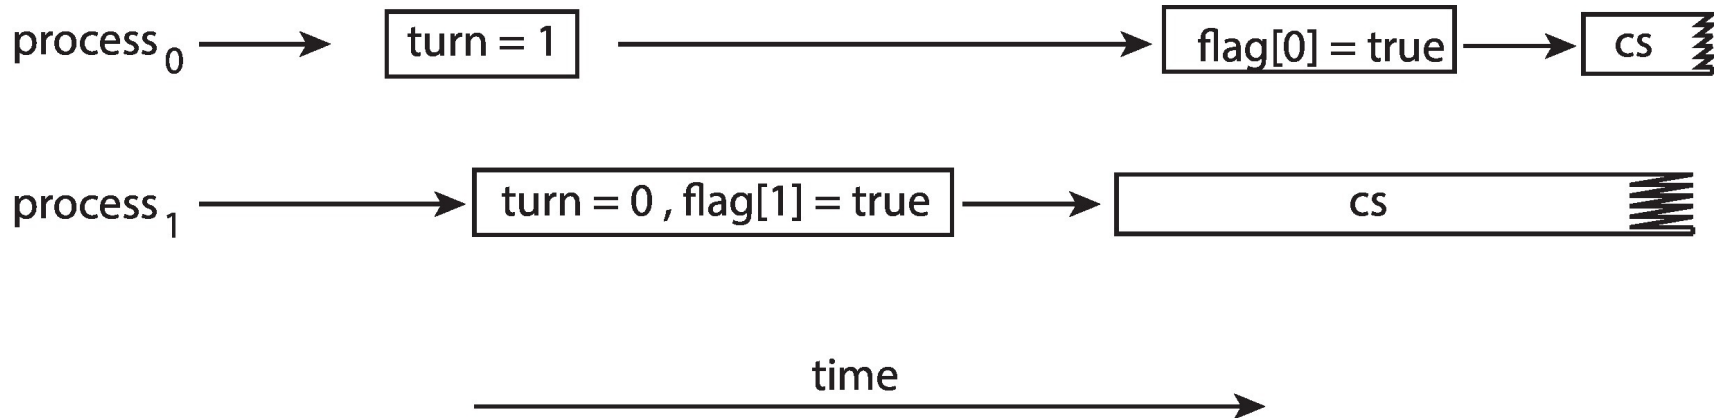 process0 turn = 1 flag[0] = true cs
process1 turn = 0 , flag[1] = true cs
time